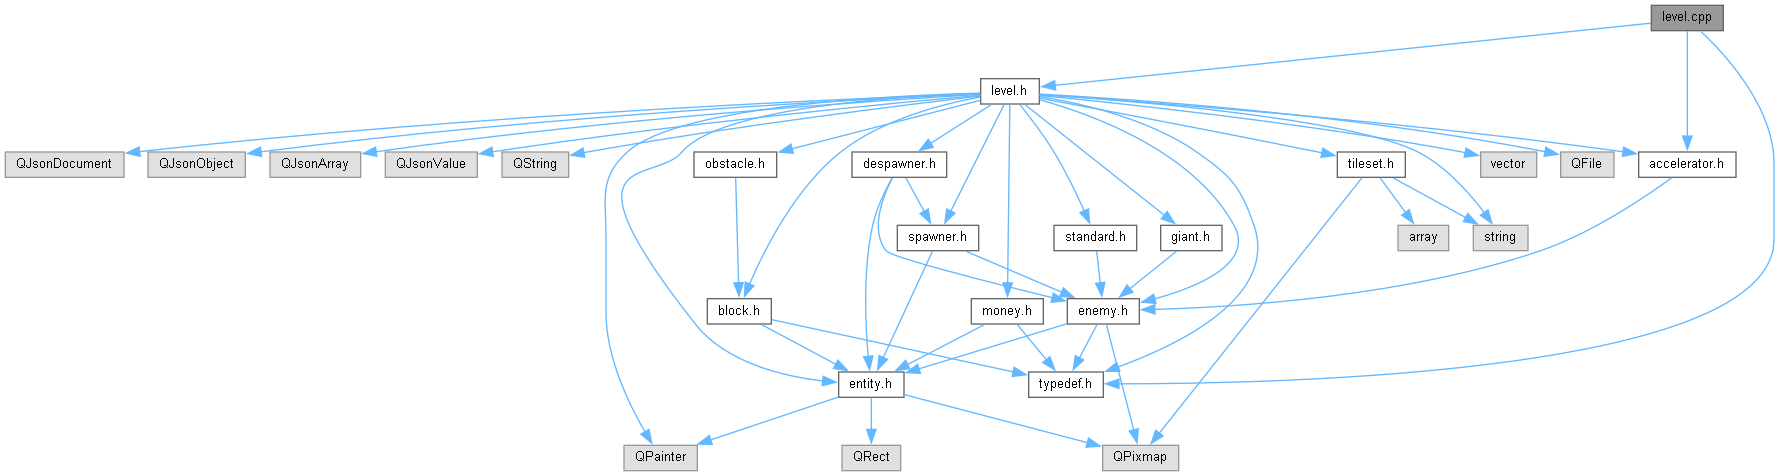 level.cpp
level.h
QJsonDocument
QJsonObject
QJsonArray
QJsonValue
QString
obstacle.h
despawner.h
tileset.h
vector
QFile
accelerator.h
spawner.h
standard.h
giant.h
array
string
block.h
money.h
enemy.h
entity.h
typedef.h
QPainter
QRect
QPixmap